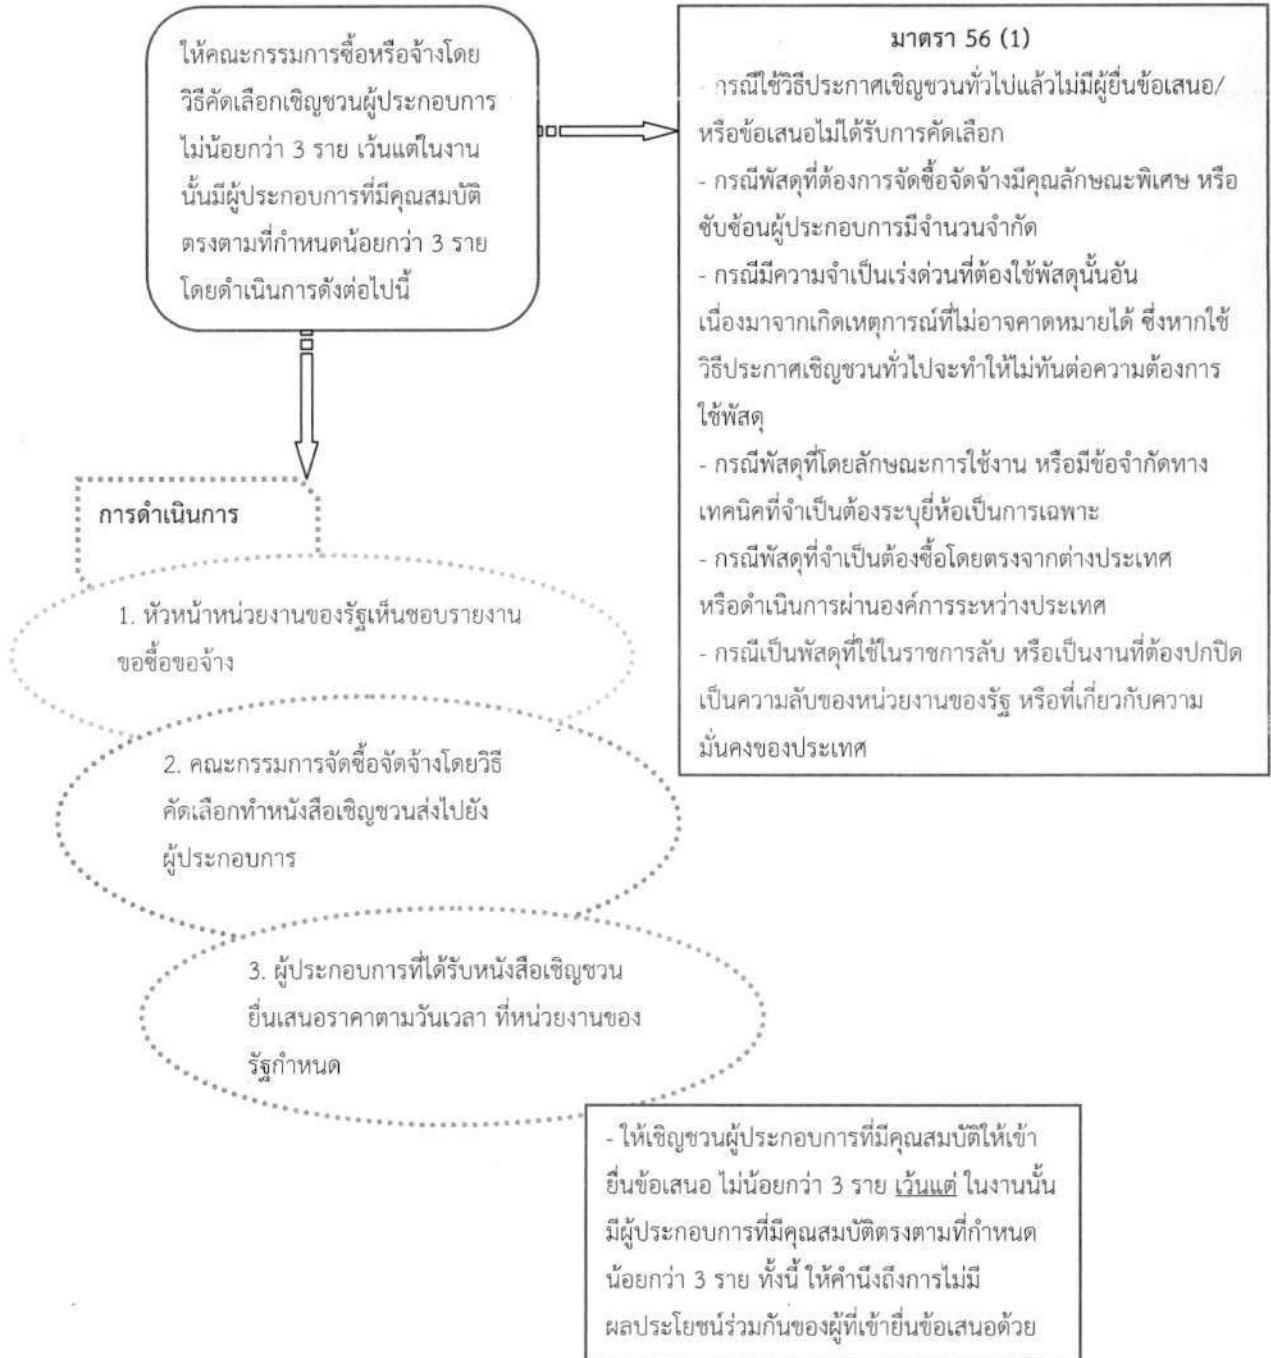 ให้คณะกรรมการซื้อหรือจ้างโดย
วิธีคัดเลือกเชิญชวนผู้ประกอบการ
ไม่น้อยกว่า 3 ราย เว้นแต่ในงาน
นั้นมีผู้ประกอบการที่มีคุณสมบัติ
ตรงตามที่กำหนดน้อยกว่า 3 ราย
โดยดำเนินการดังต่อไปนี้
มาตรา 56 (1)
- กรณีใช้วิธีประกาศเชิญชวนทั่วไปแล้วไม่มีผู้ยื่นข้อเสนอ/
หรือข้อเสนอไม่ได้รับการคัดเลือก
- กรณีพัสดุที่ต้องการจัดซื้อจัดจ้างมีคุณลักษณะพิเศษ หรือ
ซับซ้อนผู้ประกอบการมีจำนวนจำกัด
- กรณีมีความจำเป็นเร่งด่วนที่ต้องใช้พัสดุนั้นอัน
เนื่องมาจากเกิดเหตุการณ์ที่ไม่อาจคาดหมายได้ ซึ่งหากใช้
วิธีประกาศเชิญชวนทั่วไปจะทำให้ไม่ทันต่อความต้องการ
ใช้พัสดุ
- กรณีพัสดุที่โดยลักษณะการใช้งาน หรือมีข้อจำกัดทาง
เทคนิคที่จำเป็นต้องระบุยี่ห้อเป็นการเฉพาะ
- กรณีพัสดุที่จำเป็นต้องซื้อโดยตรงจากต่างประเทศ
หรือดำเนินการผ่านองค์การระหว่างประเทศ
- กรณีเป็นพัสดุที่ใช้ในราชการลับ หรือเป็นงานที่ต้องปกปิด
เป็นความลับของหน่วยงานของรัฐ หรือที่เกี่ยวกับความ
มั่นคงของประเทศ
การดำเนินการ
1. หัวหน้าหน่วยงานของรัฐเห็นชอบรายงาน
ขอซื้อขอจ้าง
2. คณะกรรมการจัดซื้อจัดจ้างโดยวิธี
คัดเลือกทำหนังสือเชิญชวนส่งไปยัง
ผู้ประกอบการ
3. ผู้ประกอบการที่ได้รับหนังสือเชิญชวน
ยื่นเสนอราคาตามวันเวลา ที่หน่วยงานของ
รัฐกำหนด
- ให้เชิญชวนผู้ประกอบการที่มีคุณสมบัติให้เข้า
ยื่นข้อเสนอ ไม่น้อยกว่า 3 ราย เว้นแต่ ในงานนั้น
มีผู้ประกอบการที่มีคุณสมบัติตรงตามที่กำหนด
น้อยกว่า 3 ราย ทั้งนี้ ให้คำนึงถึงการไม่มี
ผลประโยชน์ร่วมกันของผู้ที่เข้ายื่นข้อเสนอด้วย